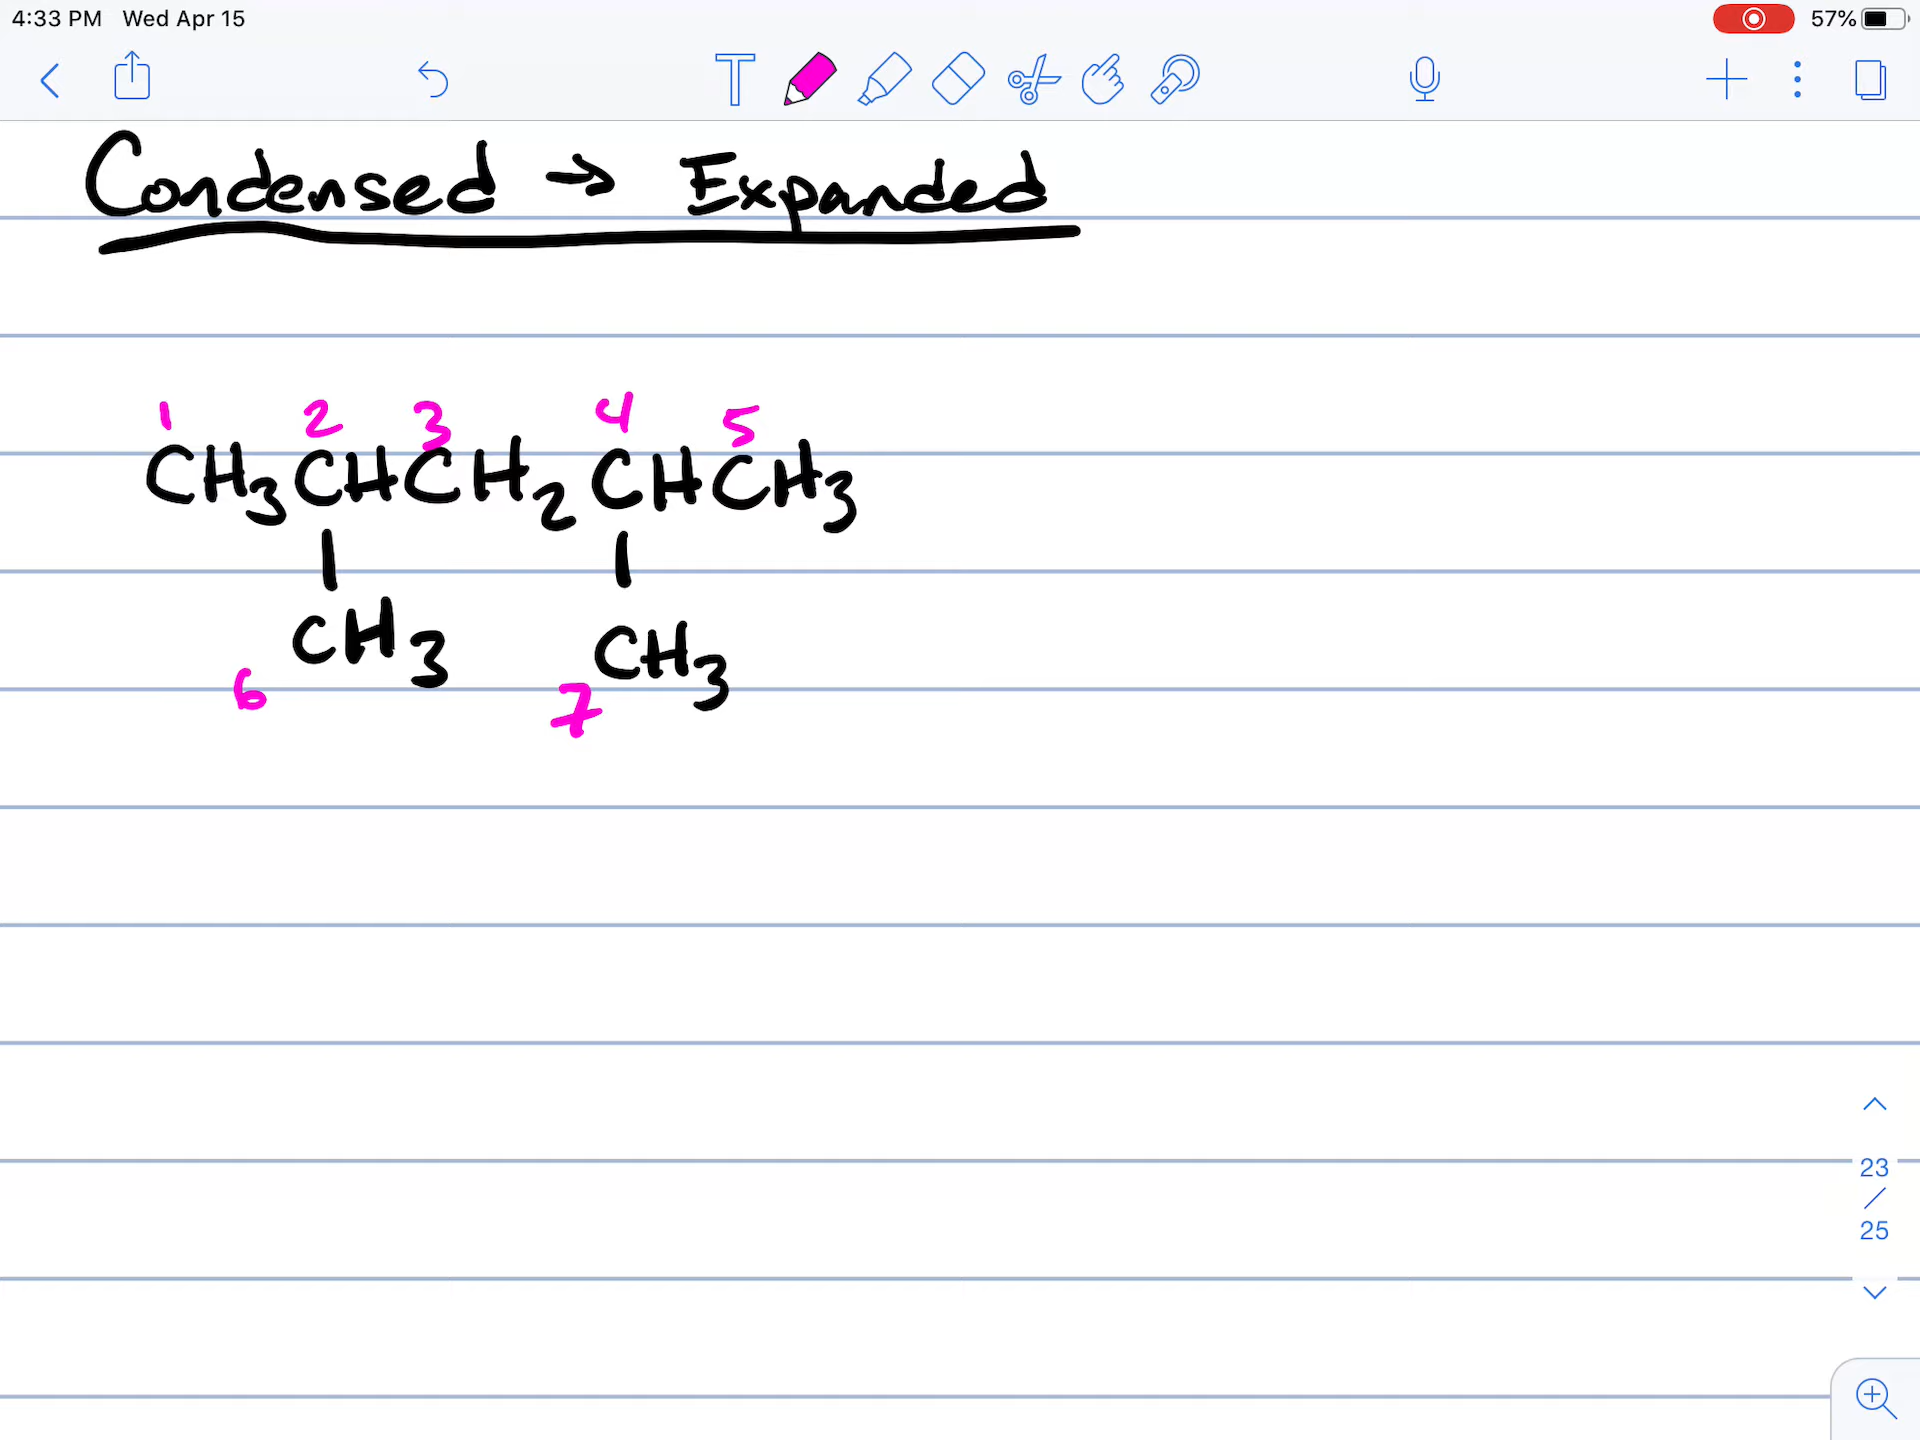 4:33 PM Wed Apr 15 57%
Condensed → Expanded
1 2 3 4 5
CH3CHCH2CHCH3
CH3 CH3
6 7
23
/
25